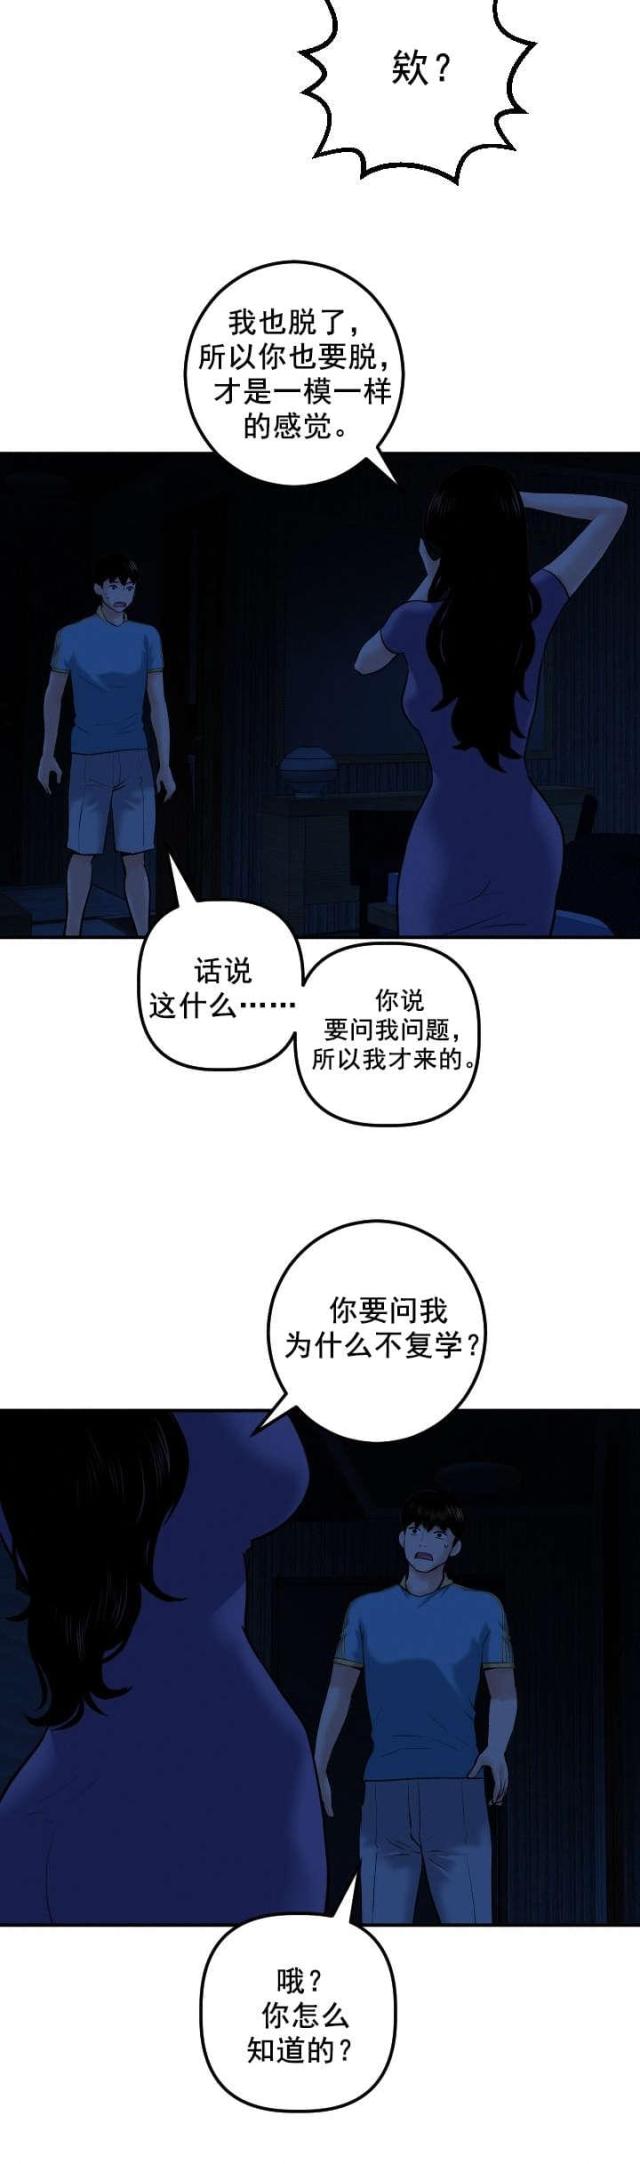 欸？
我也脱了，
所以你也要脱，
才是一模一样
的感觉。
话说
这什么……
你说
要问我问题，
所以我才来的。
你要问我
为什么不复学？
哦？
你怎么
知道的？